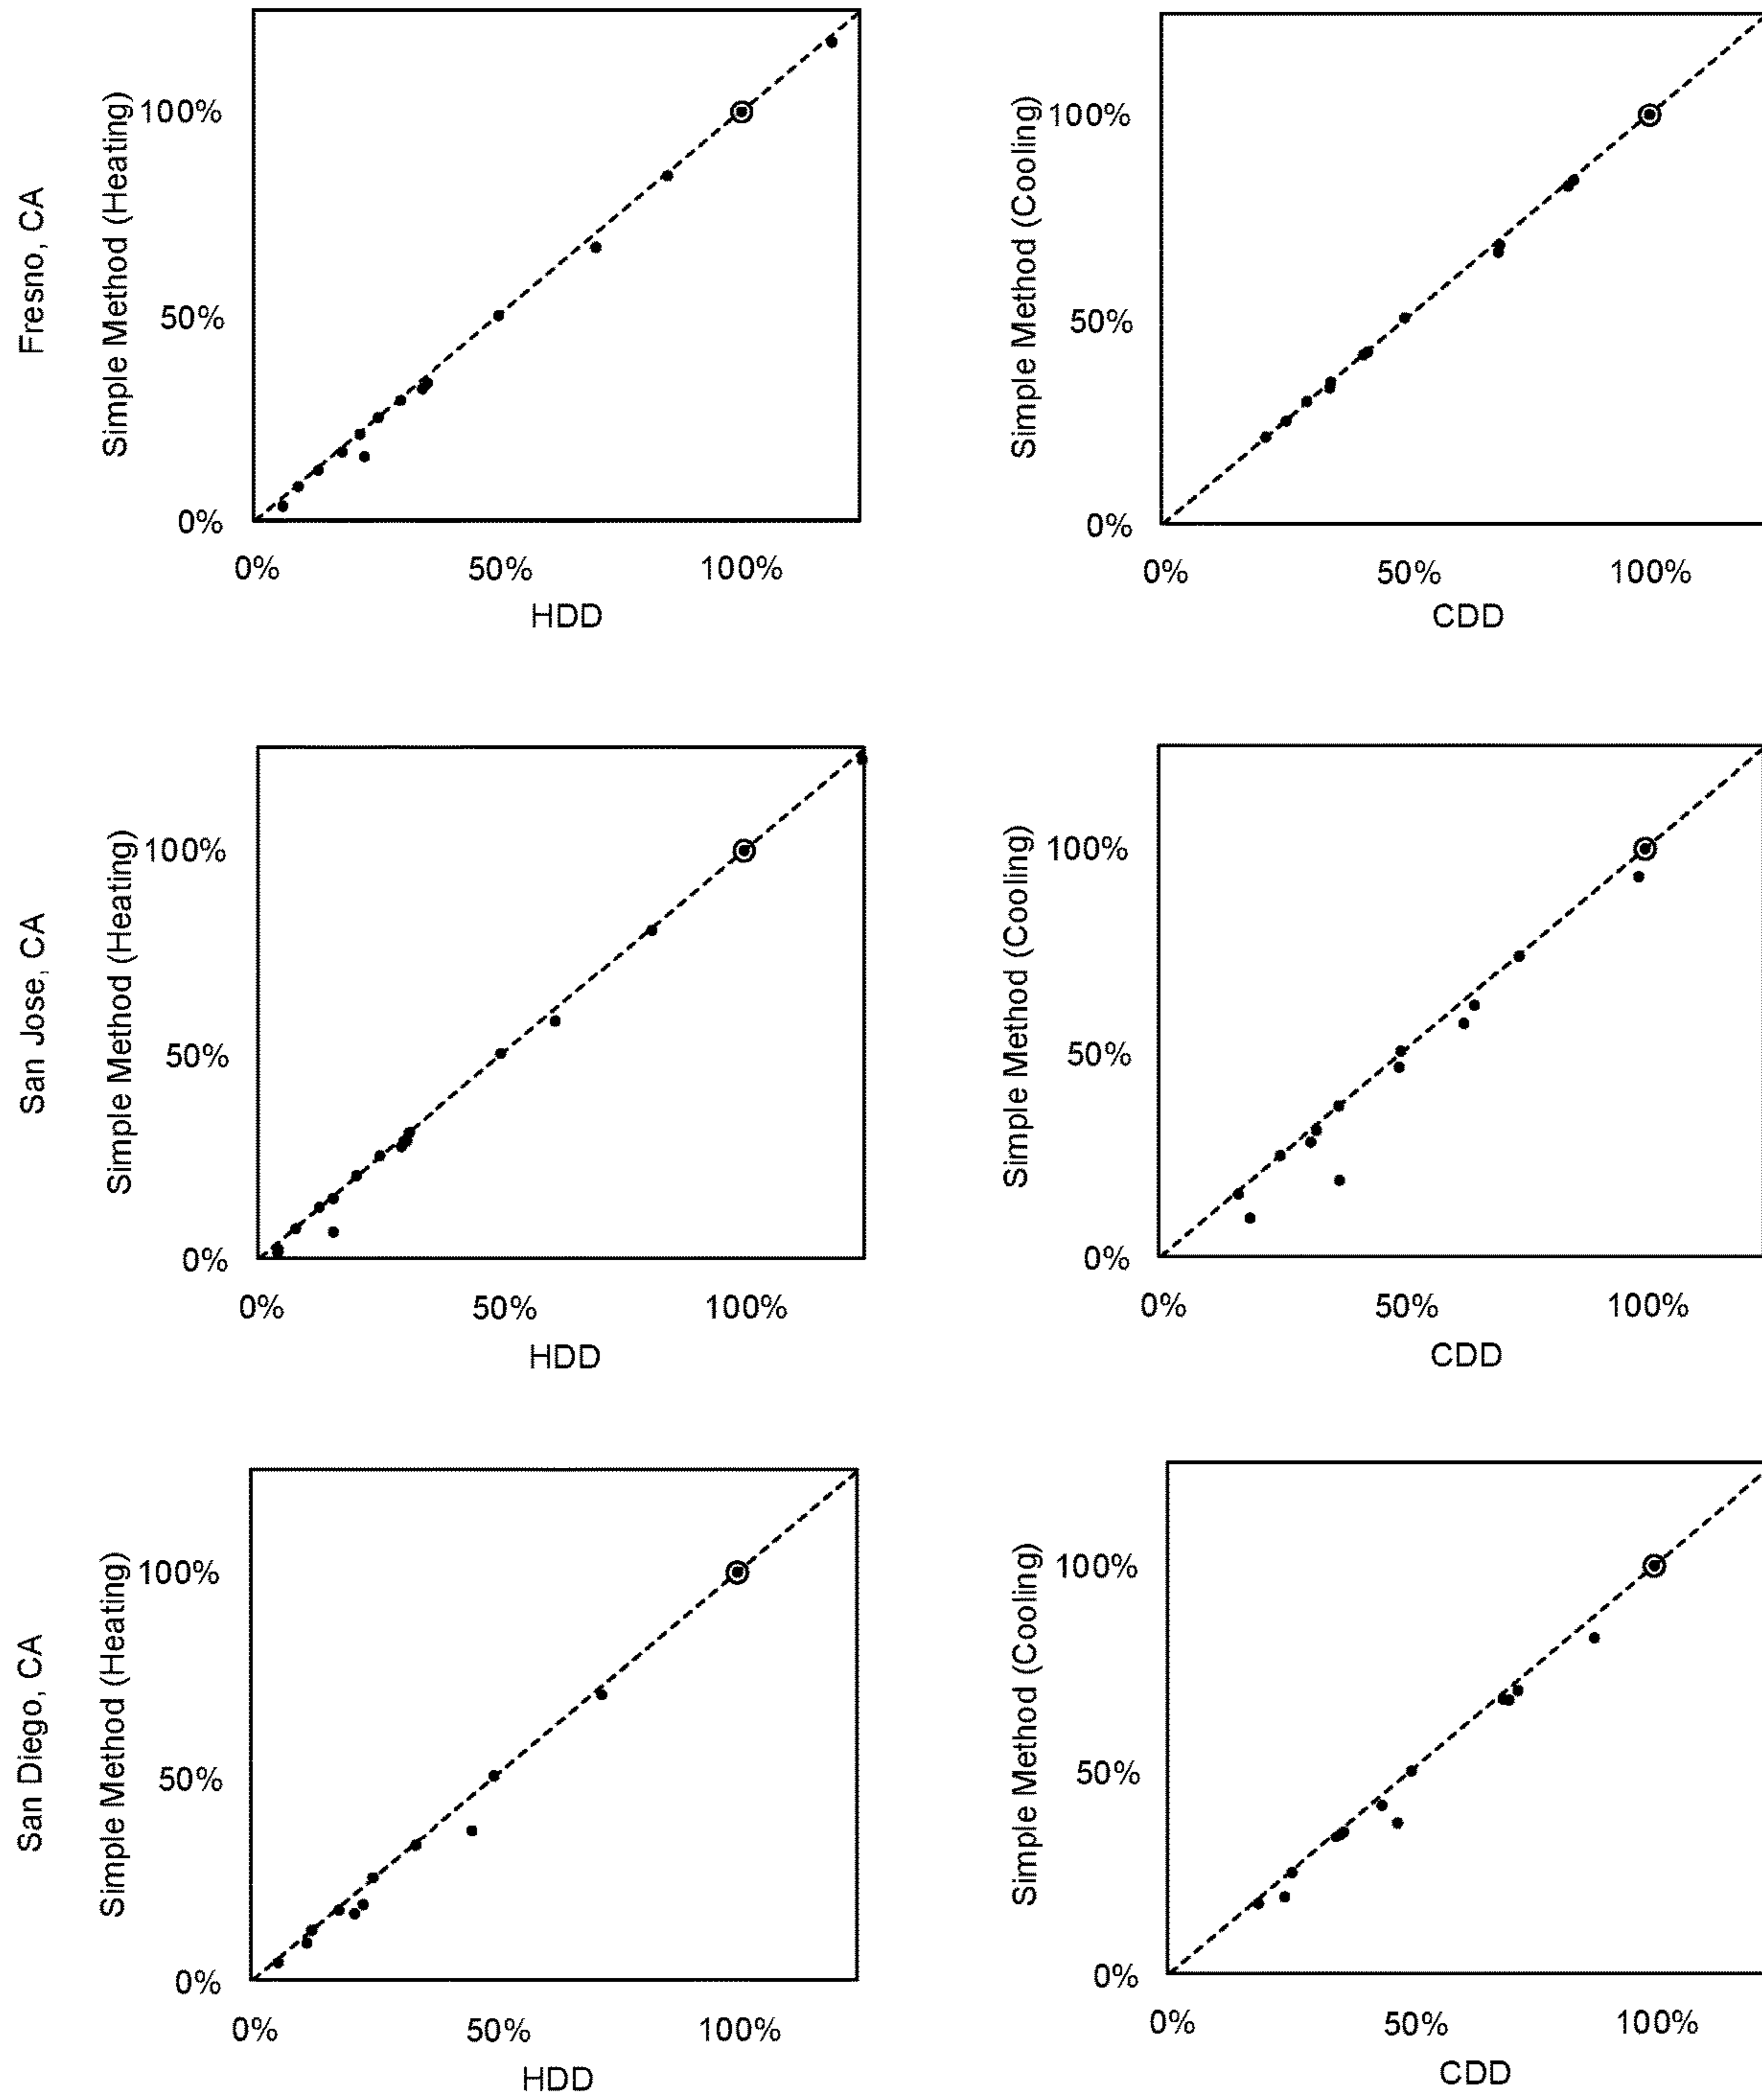 Fresno, CA
Simple Method (Heating)
100%
50%
0%
0%
50%
100%
HDD
Simple Method (Cooling)
100%
50%
0%
0%
50%
100%
CDD
San Jose, CA
Simple Method (Heating)
100%
50%
0%
0%
50%
100%
HDD
Simple Method (Cooling)
100%
50%
0%
0%
50%
100%
CDD
San Diego, CA
Simple Method (Heating)
100%
50%
0%
0%
50%
100%
HDD
Simple Method (Cooling)
100%
50%
0%
0%
50%
100%
CDD